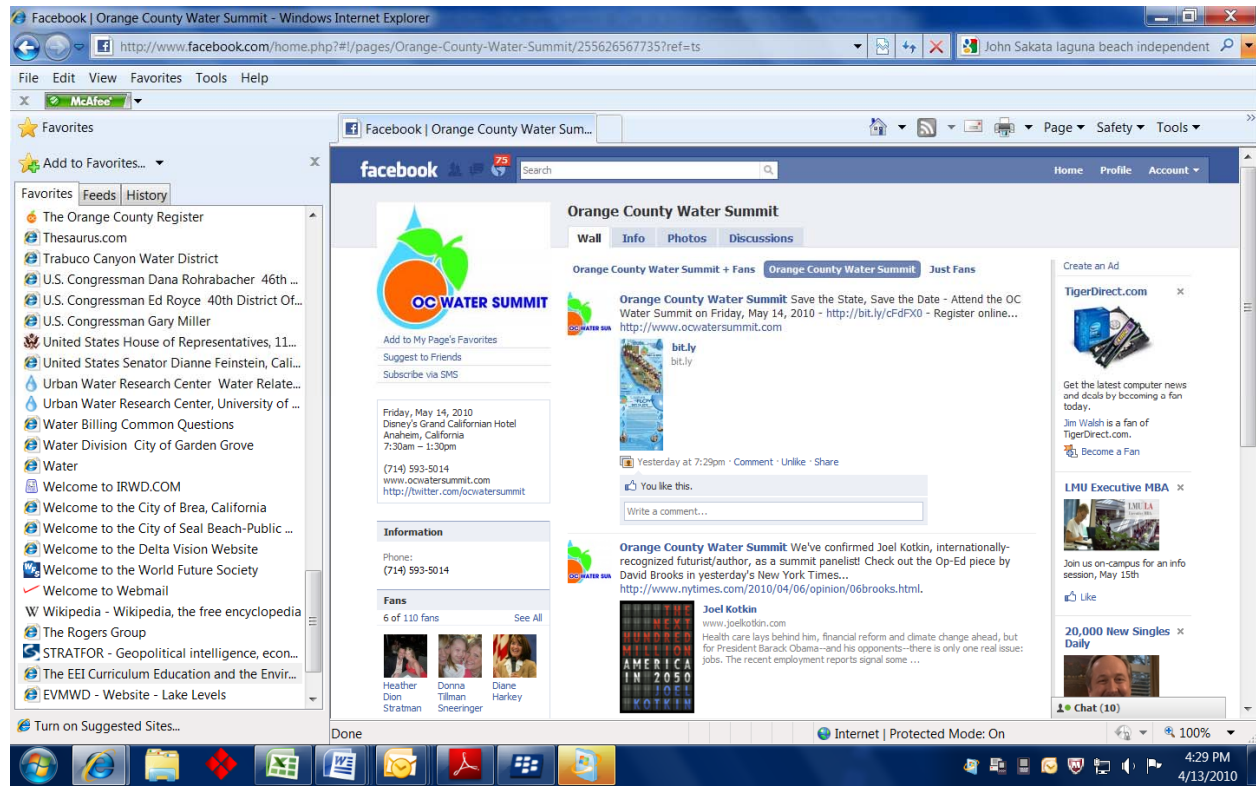 Facebook | Orange County Water Summit - Windows Internet Explorer
http://www.facebook.com/home.php?#!/pages/Orange-County-Water-Summit/255626567735?ref=ts
John Sakata laguna beach independent
File Edit View Favorites Tools Help
X McAfee
Favorites
Facebook | Orange County Water Sum...
Page Safety Tools
Add to Favorites... x
Favorites Feeds History
The Orange County Register
Thesaurus.com
Trabuco Canyon Water District
U.S. Congressman Dana Rohrabacher 46th ...
U.S. Congressman Ed Royce 40th District Of...
U.S. Congressman Gary Miller
United States House of Representatives, 11...
United States Senator Dianne Feinstein, Cali...
Urban Water Research Center Water Relate...
Urban Water Research Center, University of ...
Water Billing Common Questions
Water Division City of Garden Grove
Water
Welcome to IRWD.COM
Welcome to the City of Brea, California
Welcome to the City of Seal Beach-Public ...
Welcome to the Delta Vision Website
Welcome to the World Future Society
Welcome to Webmail
Wikipedia - Wikipedia, the free encyclopedia
The Rogers Group
STRATFOR - Geopolitical intelligence, econ...
The EEI Curriculum Education and the Envir...
EVMWD - Website - Lake Levels
Turn on Suggested Sites...
facebook 75 Search
Home Profile Account
OC WATER SUMMIT
Add to My Page's Favorites
Suggest to Friends
Subscribe via SMS
Friday, May 14, 2010
Disney's Grand Californian Hotel
Anaheim, California
7:30am – 1:30pm
(714) 593-5014
www.ocwatersummit.com
http://twitter.com/ocwatersummit
Information
Phone:
(714) 593-5014
Fans
6 of 110 fans See All
Heather Dion Stratman
Donna Tillman Sneeringer
Diane Harkey
Orange County Water Summit
Wall Info Photos Discussions
Orange County Water Summit + Fans Orange County Water Summit Just Fans
Orange County Water Summit Save the State, Save the Date - Attend the OC
Water Summit on Friday, May 14, 2010 - http://bit.ly/cFdFX0 - Register online...
http://www.ocwatersummit.com
bit.ly
bit.ly
Yesterday at 7:29pm · Comment · Unlike · Share
You like this.
Write a comment...
Orange County Water Summit We've confirmed Joel Kotkin, internationally-
recognized futurist/author, as a summit panelist! Check out the Op-Ed piece by
David Brooks in yesterday's New York Times...
http://www.nytimes.com/2010/04/06/opinion/06brooks.html.
THE
NEXT
HUNDRED
MILLION
AMERICA
IN 2050
JOEL
KOTKIN
Joel Kotkin
www.joelkotkin.com
Health care lays behind him, financial reform and climate change ahead, but
for President Barack Obama--and his opponents--there is only one real issue:
jobs. The recent employment reports signal some ...
Create an Ad
TigerDirect.com x
Get the latest computer news
and deals by becoming a fan
today.
Jim Walsh is a fan of
TigerDirect.com.
Become a Fan
LMU Executive MBA x
LMU LA
Join us on-campus for an info
session, May 15th
Like
20,000 New Singles x
Daily
Chat (10)
Done
Internet | Protected Mode: On
100%
4:29 PM
4/13/2010